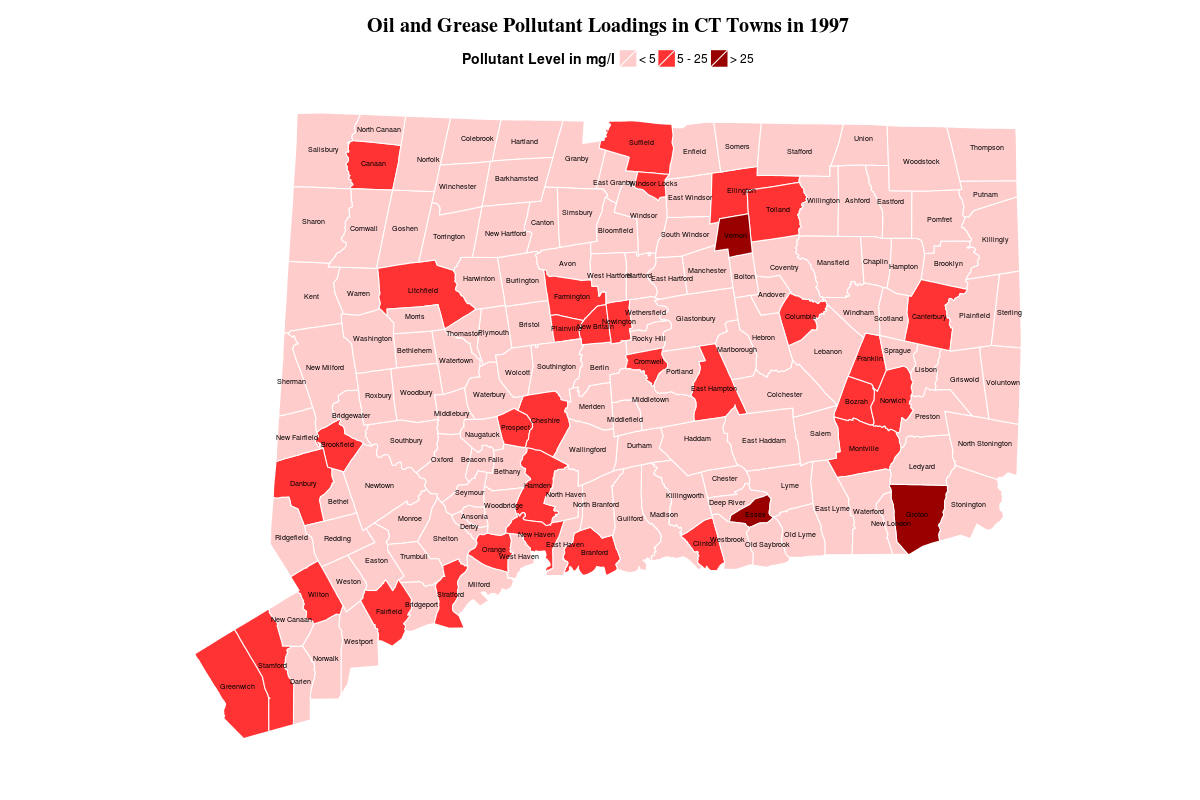 Oil and Grease Pollutant Loadings in CT Towns in 1997
Pollutant Level in mg/l < 5 5 - 25 > 25
North Canaan
Colebrook
Hartland
Union
Salisbury
Canaan
Norfolk
Granby
Suffield
Enfield
Somers
Stafford
Woodstock
Thompson
Winchester
Barkhamsted
East Granby
Windsor Locks
Ellington
East Windsor
Willington
Ashford
Eastford
Putnam
Sharon
Cornwall
Goshen
Torrington
New Hartford
Canton
Simsbury
Bloomfield
Windsor
South Windsor
Vernon
Tolland
Pomfret
Killingly
Kent
Warren
Litchfield
Harwinton
Burlington
Avon
West Hartford
Hartford
East Hartford
Manchester
Bolton
Coventry
Mansfield
Chaplin
Hampton
Brooklyn
Morris
Farmington
Andover
Columbia
Windham
Scotland
Canterbury
Plainfield
Sterling
Washington
Bethlehem
Thomaston
Plymouth
Bristol
Plainville
New Britain
Newington
Wethersfield
Rocky Hill
Glastonbury
Hebron
Marlborough
Lebanon
Franklin
Sprague
Lisbon
Griswold
Voluntown
New Milford
Sherman
Watertown
Wolcott
Southington
Berlin
Cromwell
Portland
East Hampton
Colchester
Bozrah
Norwich
Preston
Roxbury
Woodbury
Waterbury
Middlebury
Bridgewater
Meriden
Middletown
Middlefield
Cheshire
Prospect
Naugatuck
New Fairfield
Brookfield
Southbury
Oxford
Beacon Falls
Bethany
Wallingford
Durham
Haddam
East Haddam
Salem
Montville
Ledyard
North Stonington
Danbury
Bethel
Newtown
Seymour
Woodbridge
Hamden
North Haven
North Branford
Guilford
Madison
Killingworth
Chester
Deep River
Essex
Lyme
East Lyme
Waterford
New London
Groton
Stonington
Ridgefield
Redding
Monroe
Ansonia
Derby
Shelton
Orange
New Haven
West Haven
East Haven
Branford
Clinton
Westbrook
Old Saybrook
Old Lyme
Easton
Trumbull
Weston
Wilton
Fairfield
Bridgeport
Stratford
Milford
New Canaan
Westport
Norwalk
Stamford
Darien
Greenwich